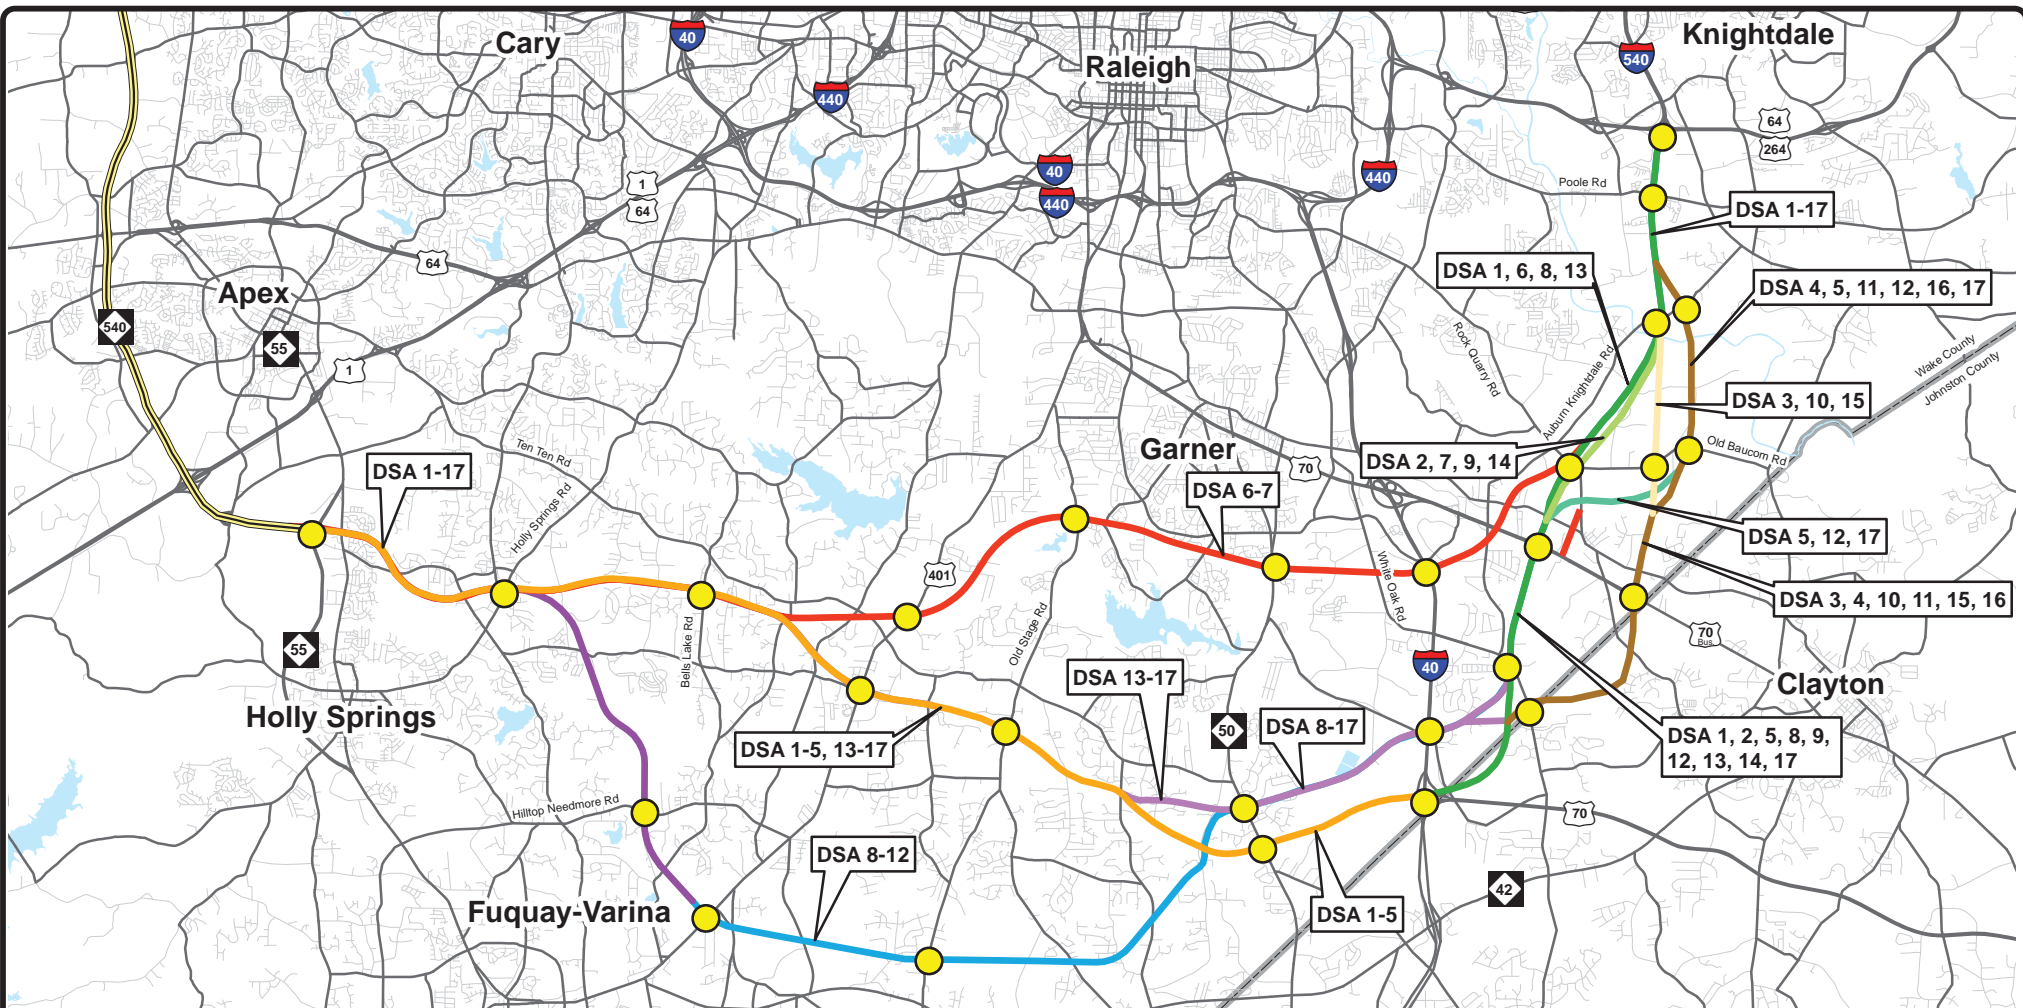 Cary
Raleigh
Knightdale
40
540
440
64
264
40
440
440
1
64
Poole Rd
DSA 1-17
64
DSA 1, 6, 8, 13
DSA 4, 5, 11, 12, 16, 17
Apex
540
55
1
Rock Quarry Rd
Auburn Knightdale Rd
Wake County
Johnston County
DSA 3, 10, 15
Garner
70
DSA 2, 7, 9, 14
Old Baucom Rd
Ten Ten Rd
DSA 1-17
Holly Springs Rd
DSA 6-7
DSA 5, 12, 17
401
White Oak Rd
DSA 3, 4, 10, 11, 15, 16
Old Stage Rd
Bells Lake Rd
55
70
Bus.
40
Clayton
DSA 13-17
Holly Springs
50
DSA 8-17
DSA 1-5, 13-17
DSA 1, 2, 5, 8, 9,
12, 13, 14, 17
Hilltop Needmore Rd
70
DSA 8-12
42
Fuquay-Varina
DSA 1-5